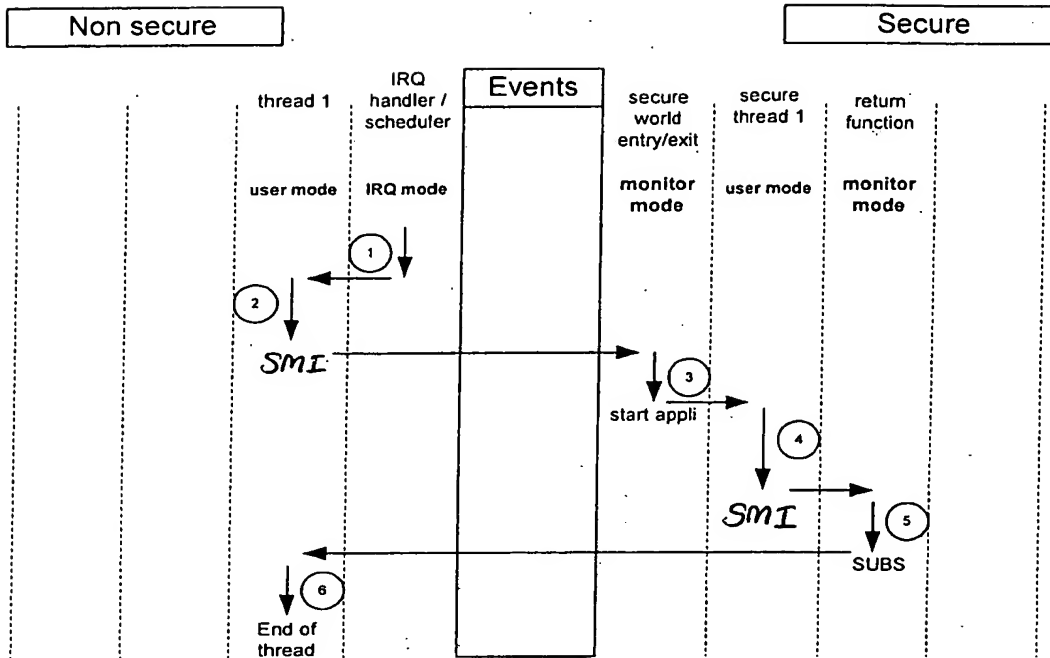 Non secure
Secure
Events
thread 1
IRQ
handler /
scheduler
secure
world
entry/exit
secure
thread 1
return
function
user mode
IRQ mode
monitor
mode
user mode
monitor
mode
1
2
SMI
3
start appli
4
SMI
5
SUBS
6
End of
thread